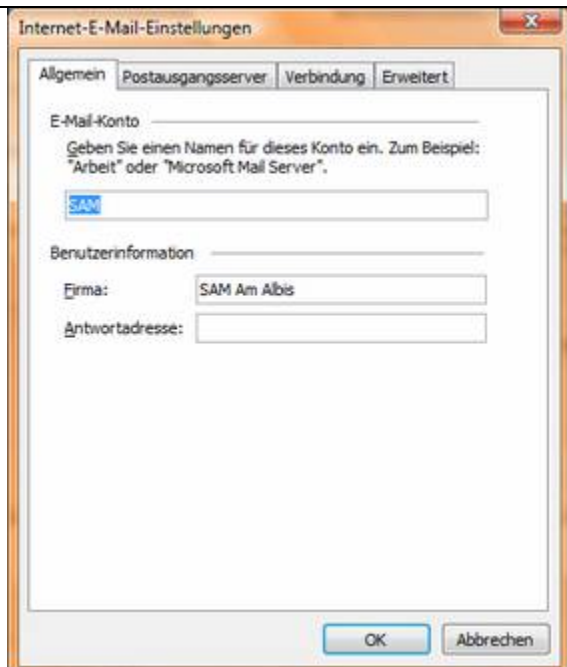 Internet-E-Mail-Einstellungen
Allgemein Postausgangsserver Verbindung Erweitert
E-Mail-Konto
Geben Sie einen Namen für dieses Konto ein. Zum Beispiel:
"Arbeit" oder "Microsoft Mail Server".
SAM
Benutzerinformation
Firma: SAM Am Albis
Antwortadresse:
OK Abbrechen